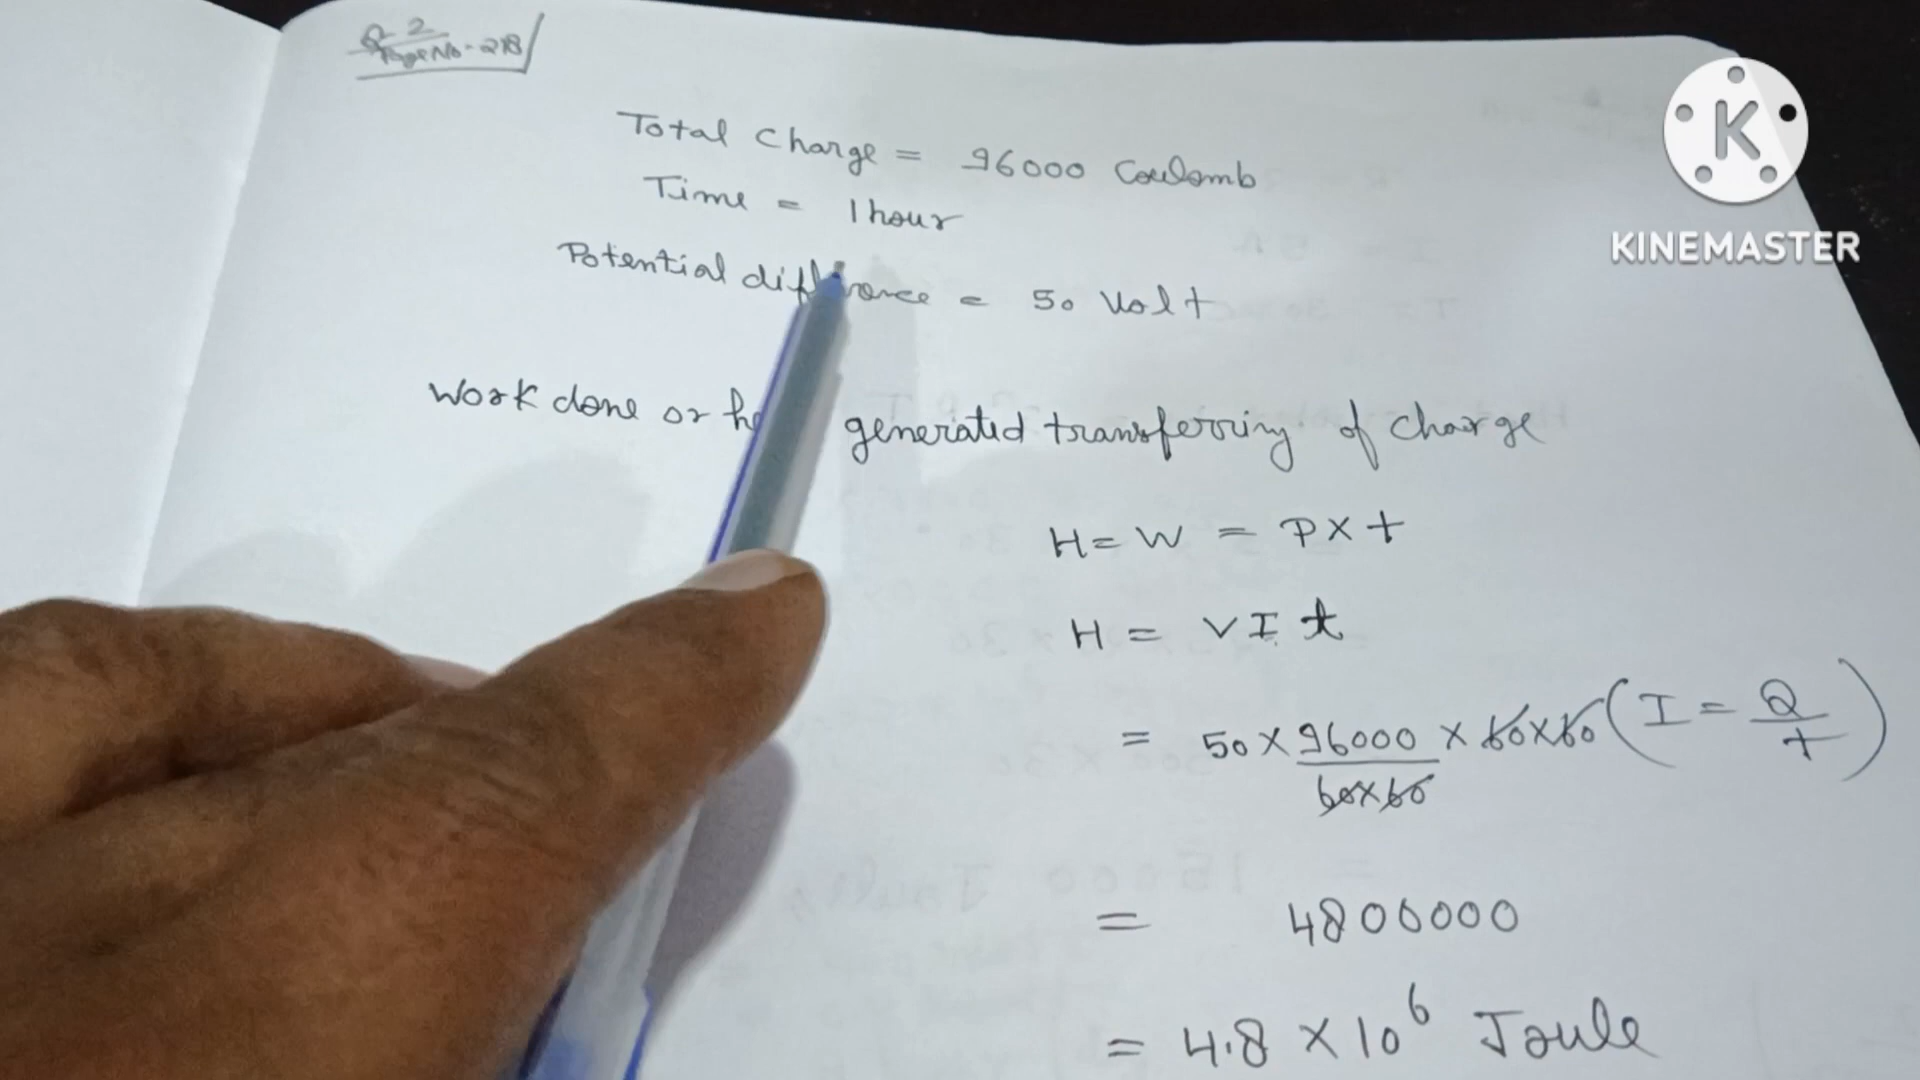 Q 2
Page No - 218
Total Charge = 96000 Coulomb
Time = 1 hour
Potential difference = 50 Volt
Work done or generated transferring of charge
H = W = P X t
H = V I t
= 50 X 96000 X 60 X 60 ( I = Q / t )
60 X 60
= 4800000
= 4.8 X 10^6 Joule
K
KINEMASTER